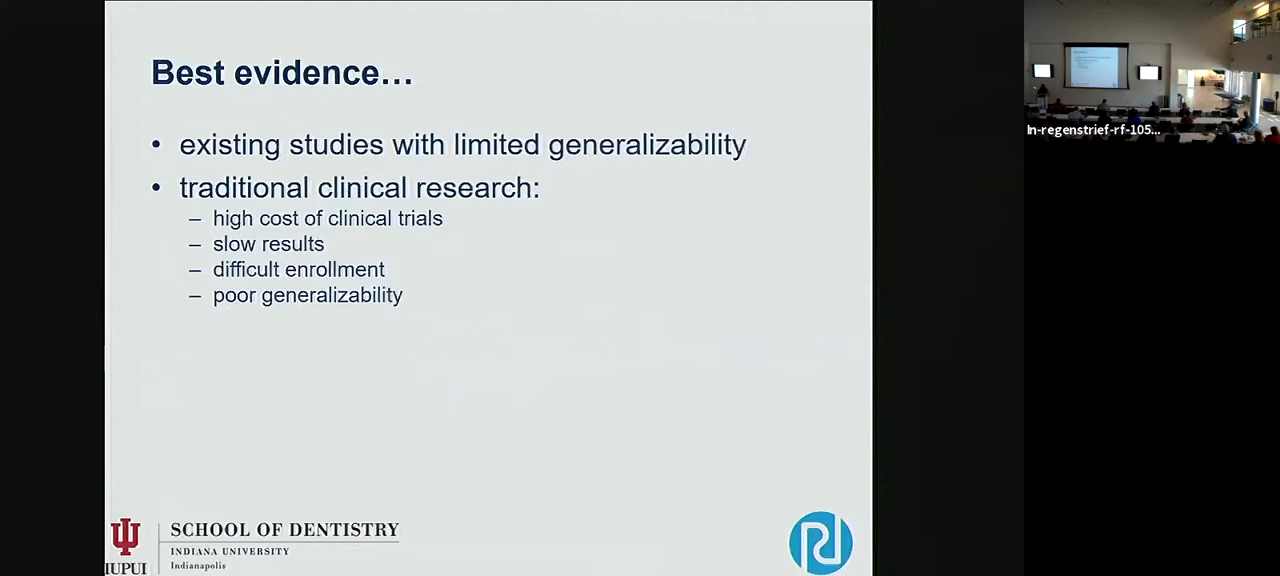 Best evidence…
• existing studies with limited generalizability
• traditional clinical research:
– high cost of clinical trials
– slow results
– difficult enrollment
– poor generalizability
SCHOOL OF DENTISTRY
INDIANA UNIVERSITY
Indianapolis
IUPUI
In-regenstrief-rf-105...